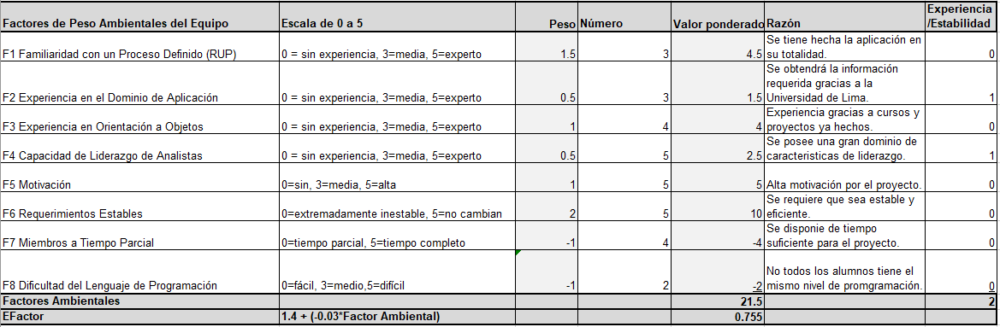 Factores de Peso Ambientales del Equipo Escala de 0 a 5 Peso Número Valor ponderado Razón Experiencia /Estabilidad
F1 Familiaridad con un Proceso Definido (RUP) 0 = sin experiencia, 3=media, 5=experto 1.5 3 4.5 Se tiene hecha la aplicación en su totalidad. 0
F2 Experiencia en el Dominio de Aplicación 0 = sin experiencia, 3=media, 5=experto 0.5 3 1.5 Se obtendrá la información requerida gracias a la Universidad de Lima. 1
F3 Experiencia en Orientación a Objetos 0 = sin experiencia, 3=media, 5=experto 1 4 4 Experiencia gracias a cursos y proyectos ya hechos. 0
F4 Capacidad de Liderazgo de Analistas 0 = sin experiencia, 3=media, 5=experto 0.5 5 2.5 Se posee una gran dominio de caracteristicas de liderazgo. 1
F5 Motivación 0=sin, 3=media, 5=alta 1 5 5 Alta motivación por el proyecto. 0
F6 Requerimientos Estables 0=extremadamente inestable, 5=no cambian 2 5 10 Se requiere que sea estable y eficiente. 0
F7 Miembros a Tiempo Parcial 0=tiempo parcial, 5=tiempo completo -1 4 -4 Se disponie de tiempo suficiente para el proyecto. 0
F8 Dificultad del Lenguaje de Programación 0=fácil, 3=medio,5=difícil -1 2 -2 No todos los alumnos tiene el mismo nivel de promgramación. 0
Factores Ambientales 21.5 2
EFactor 1.4 + (-0.03*Factor Ambiental) 0.755